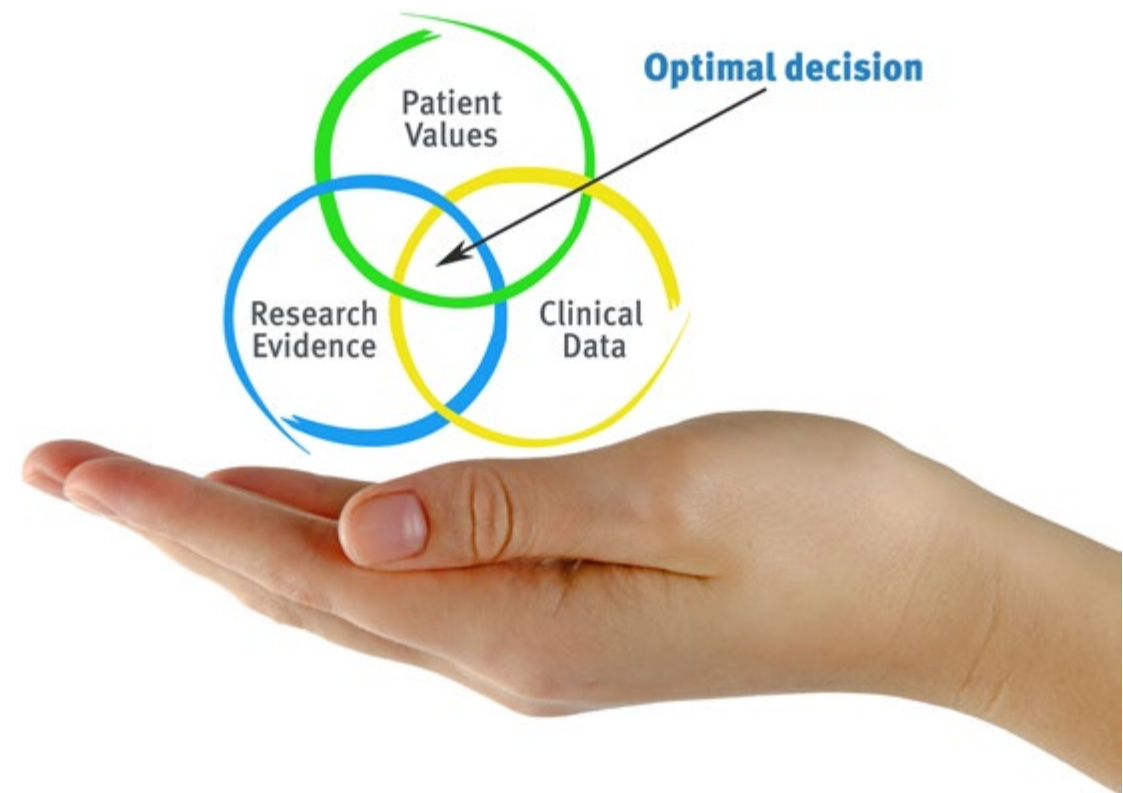 Optimal decision
Patient
Values
Research
Evidence
Clinical
Data